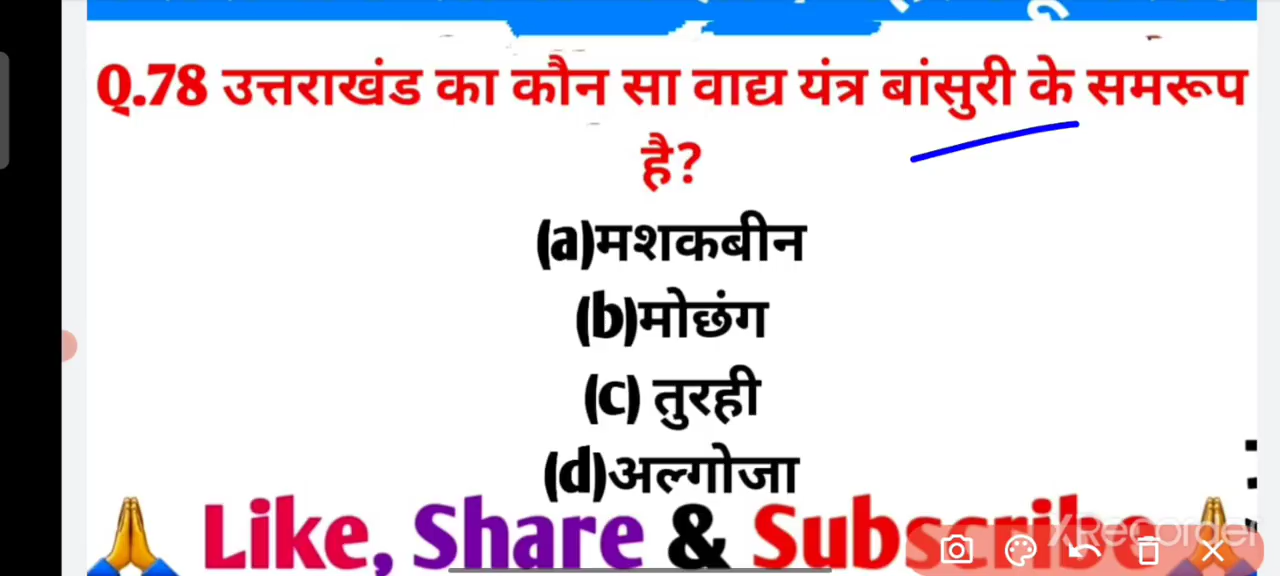 Q.78 उत्तराखंड का कौन सा वाद्य यंत्र बांसुरी के समरूप
है?
(a)मशकबीन
(b)मोछंग
(c) तुरही
(d)अल्गोजा
Like, Share & Subscribe
XRecorder